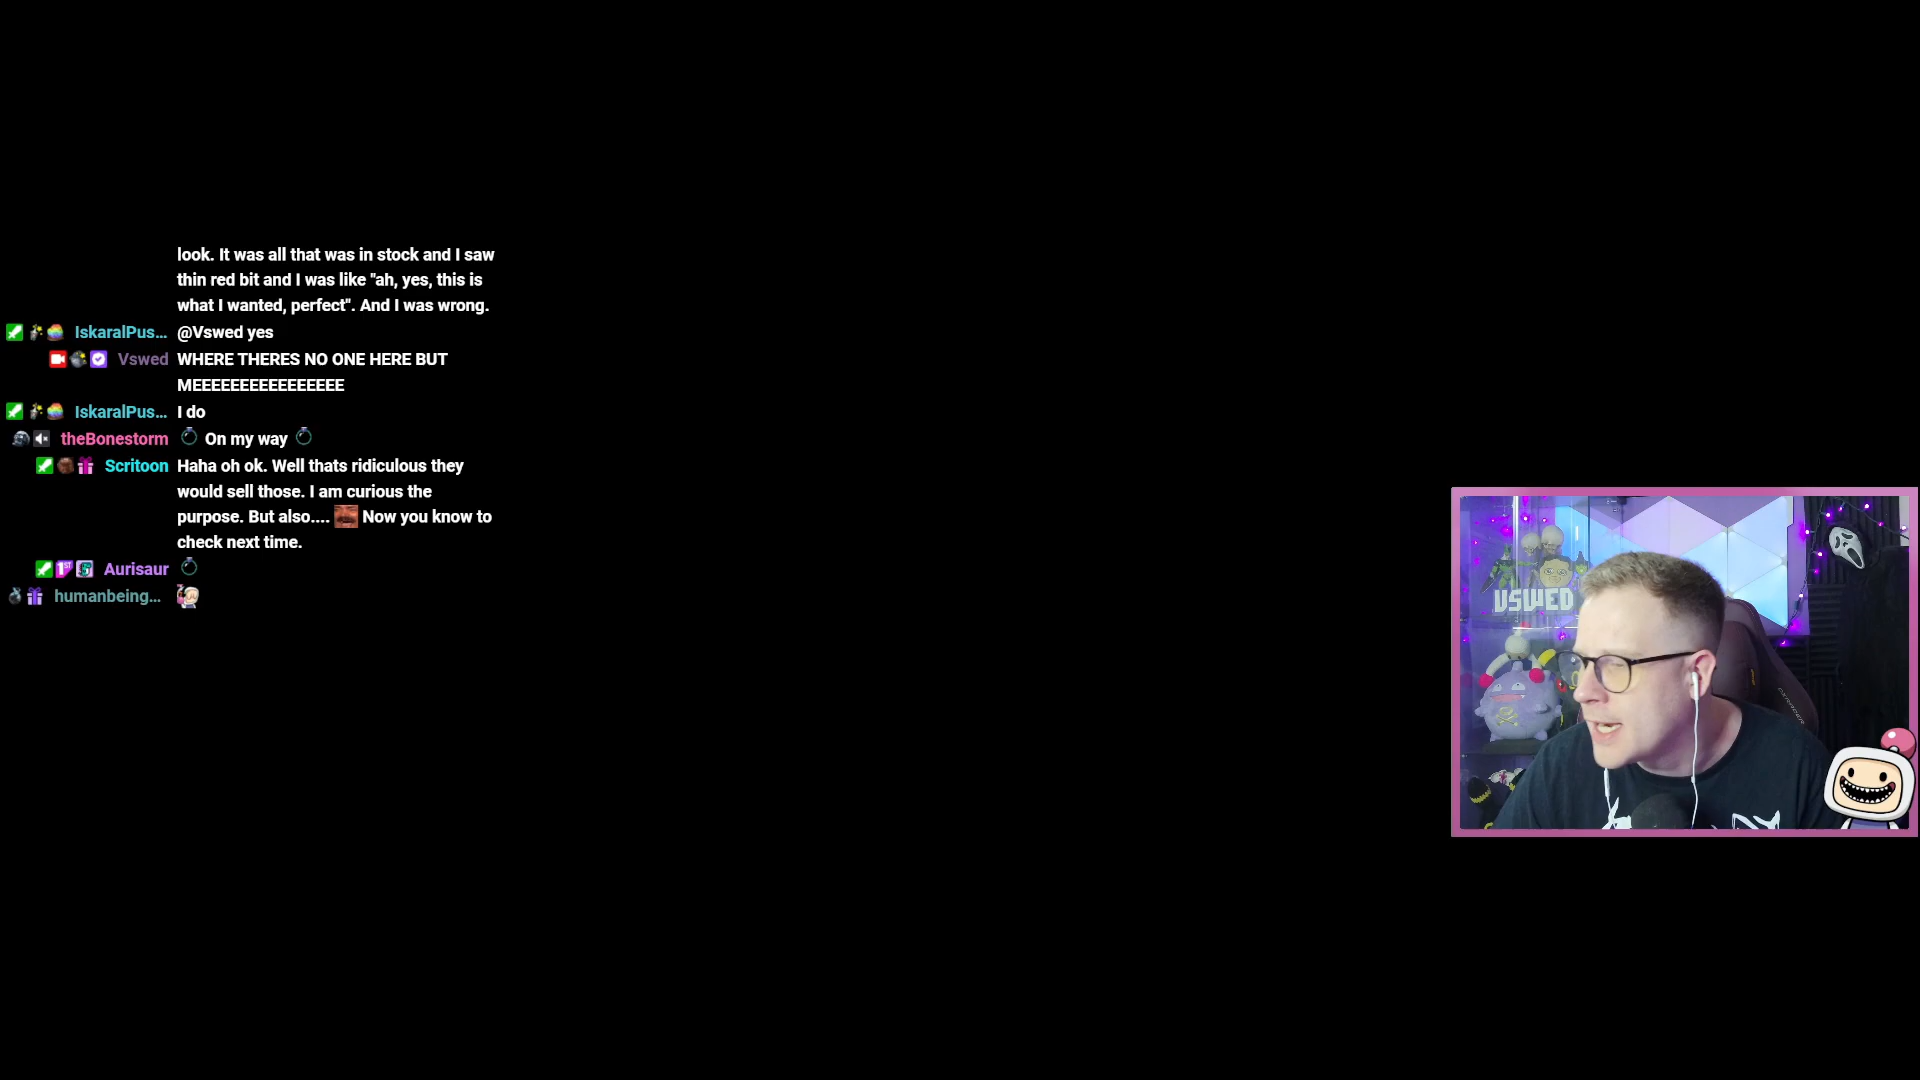 look. It was all that was in stock and I saw
thin red bit and I was like "ah, yes, this is
what I wanted, perfect". And I was wrong.
IskaralPus... @Vswed yes
Vswed WHERE THERES NO ONE HERE BUT
MEEEEEEEEEEEEEEEE
IskaralPus... I do
theBonestorm On my way
Scritoon Haha oh ok. Well thats ridiculous they
would sell those. I am curious the
purpose. But also.... Now you know to
check next time.
1ST Aurisaur
humanbeing...
VSWED